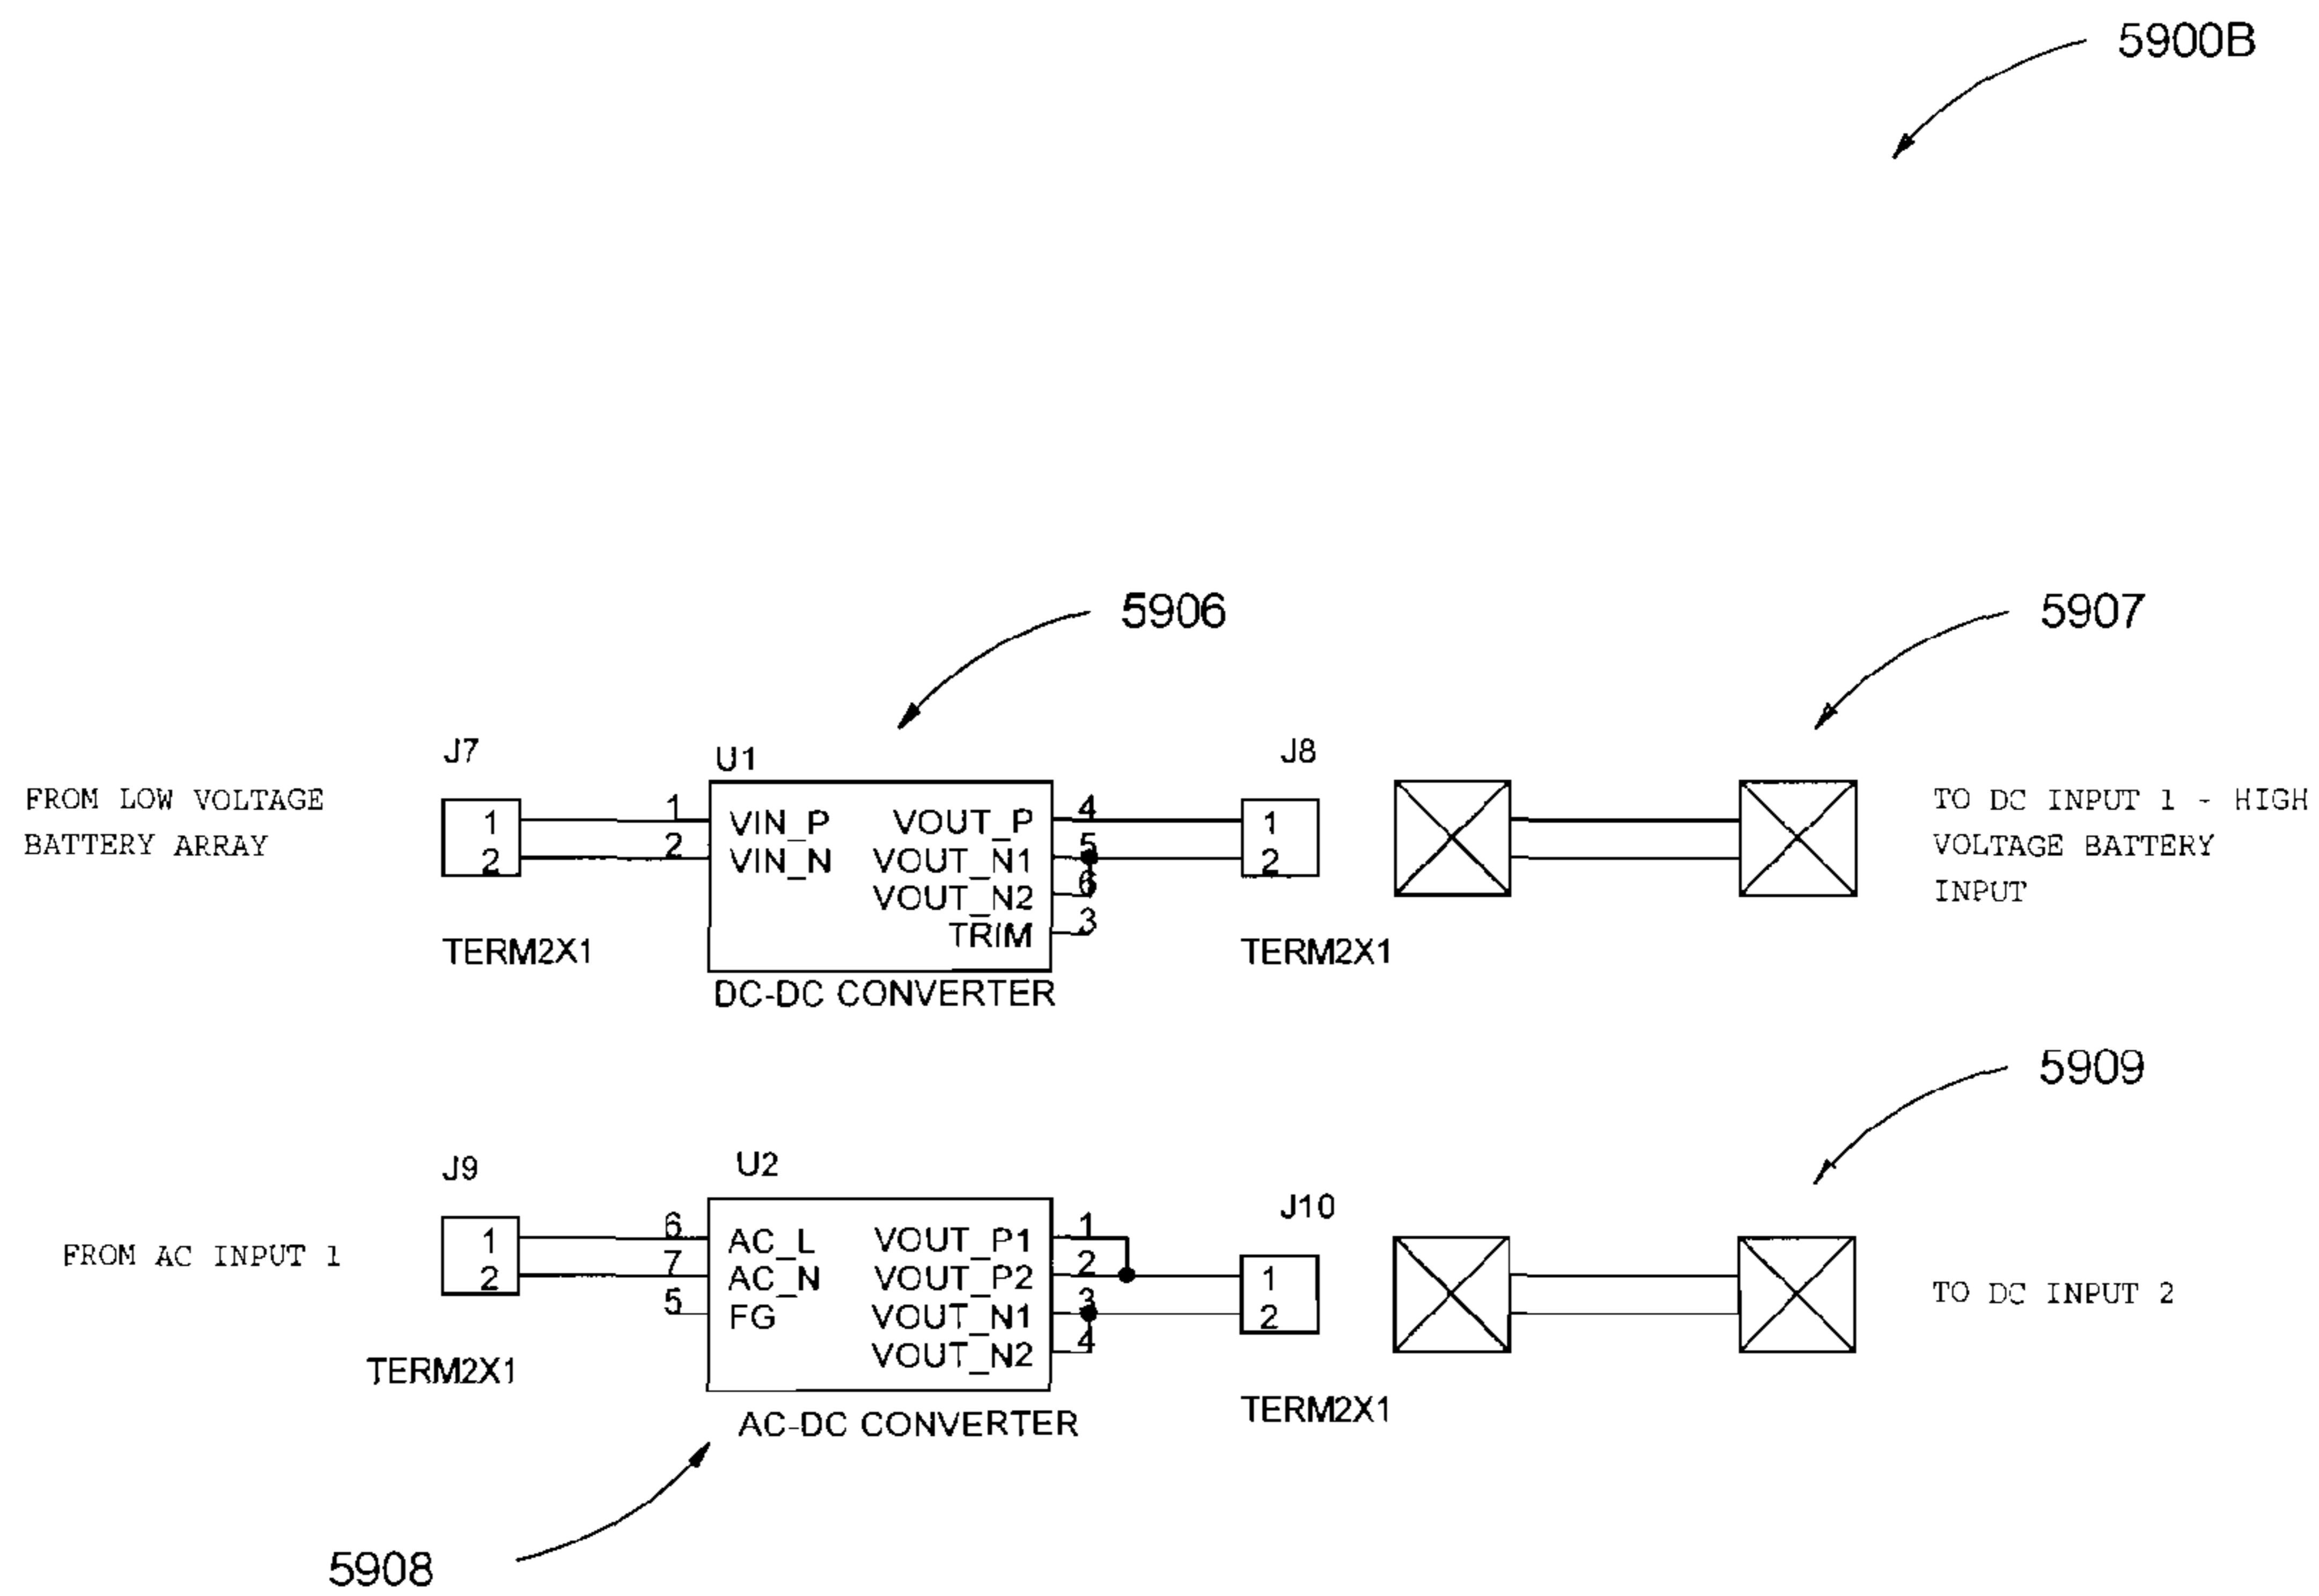 5900B
5906
5907
J7
U1
J8
FROM LOW VOLTAGE
BATTERY ARRAY
1
2
1
2
VIN_P
VIN_N
VOUT_P
VOUT_N1
VOUT_N2
TRIM
4
5
6
3
1
2
TO DC INPUT 1 - HIGH
VOLTAGE BATTERY
INPUT
TERM2X1
TERM2X1
DC-DC CONVERTER
5909
J9
U2
J10
FROM AC INPUT 1
1
2
6
7
5
AC_L
AC_N
FG
VOUT_P1
VOUT_P2
VOUT_N1
VOUT_N2
1
2
3
4
1
2
TO DC INPUT 2
TERM2X1
TERM2X1
AC-DC CONVERTER
5908